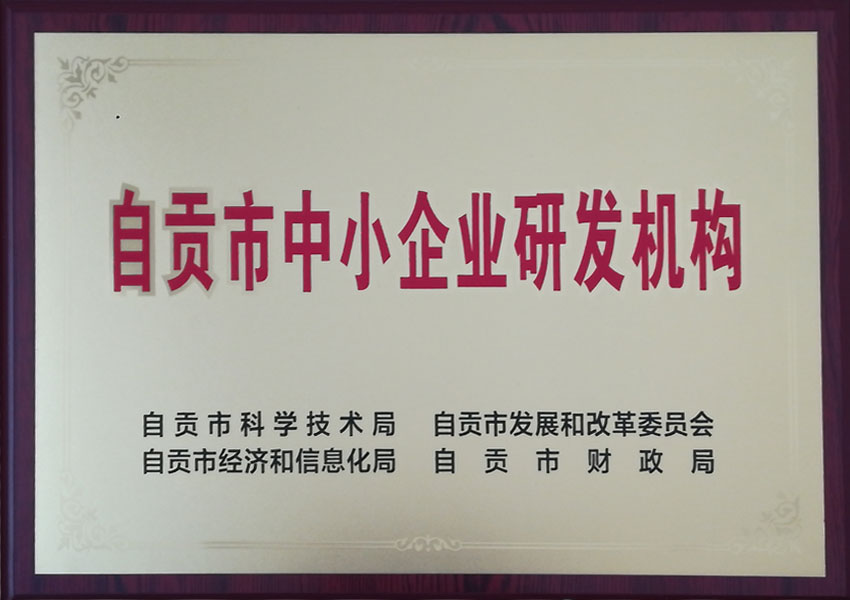 自贡市中小企业研发机构
自贡市科学技术局 自贡市发展和改革委员会
自贡市经济和信息化局 自贡市财政局